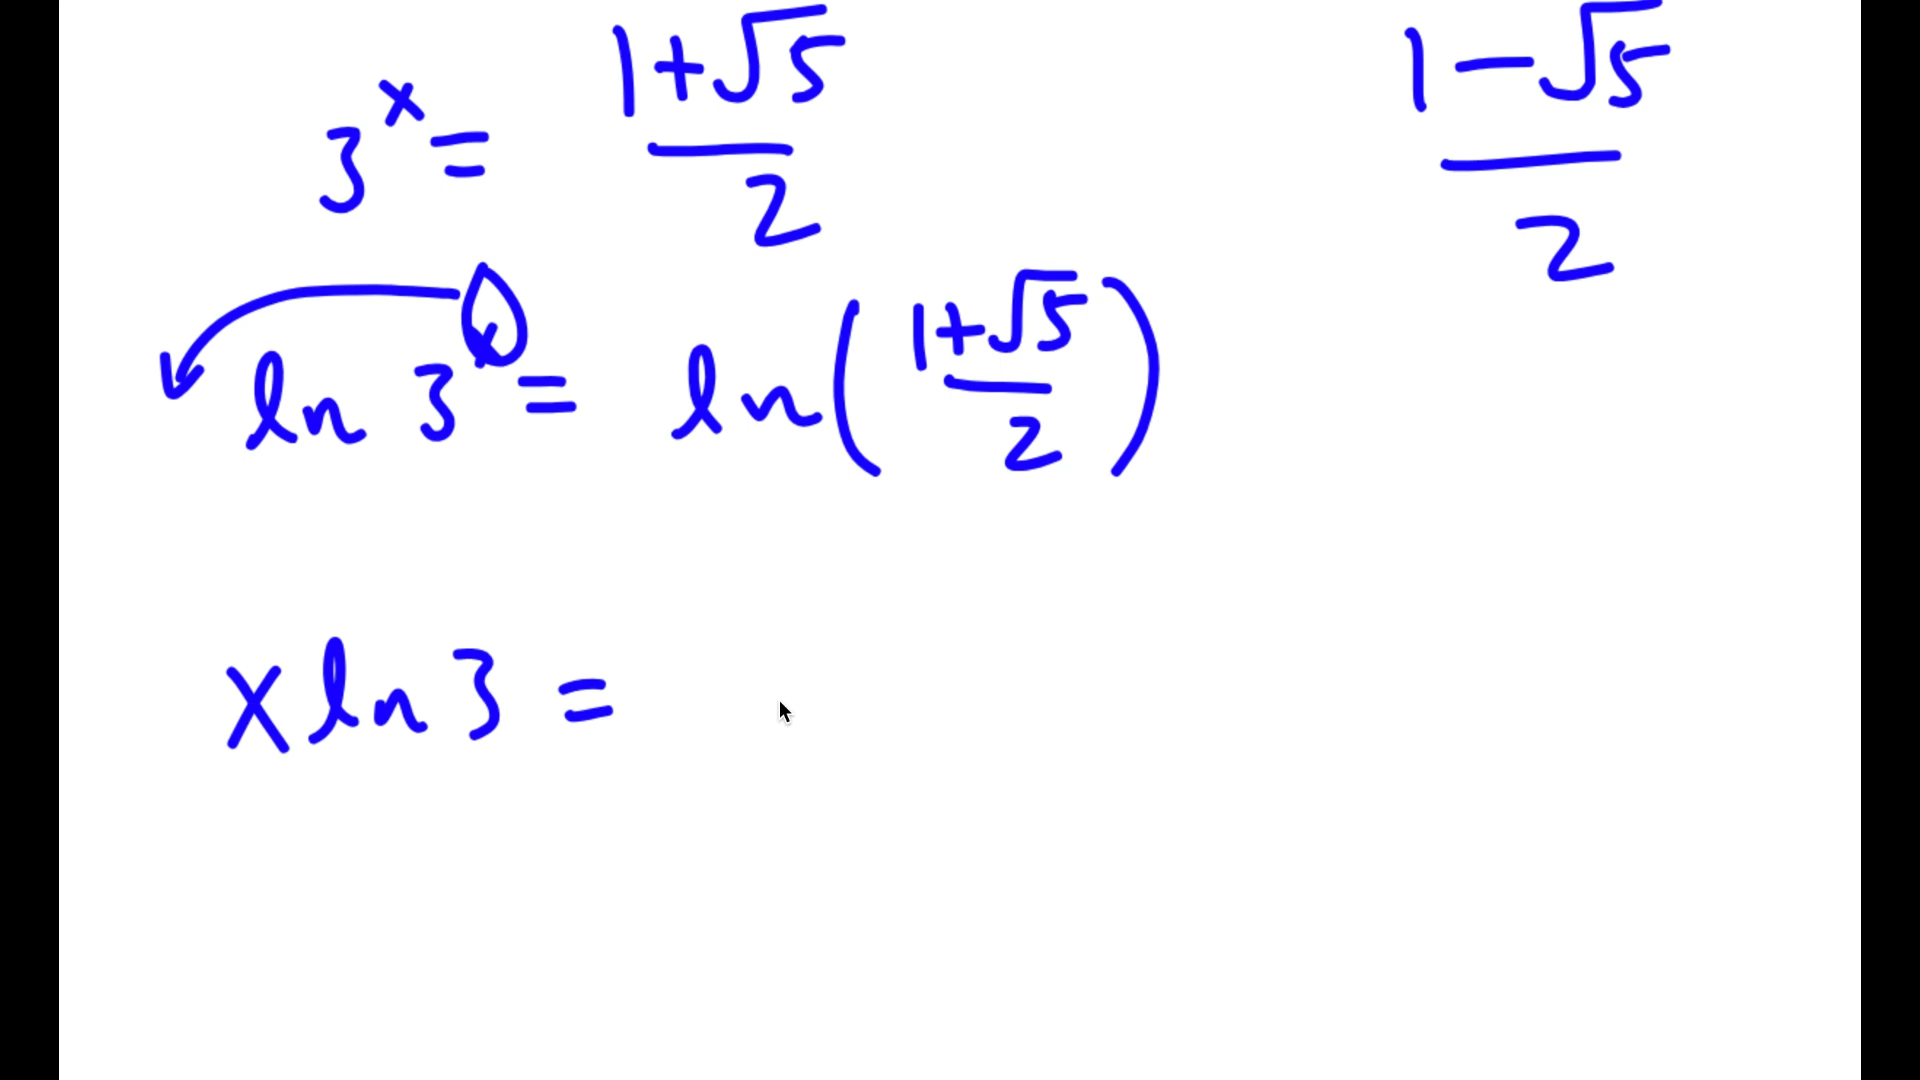 3^x = (1+√5)/2    (1-√5)/2
ln 3^x = ln((1+√5)/2)
x ln 3 =